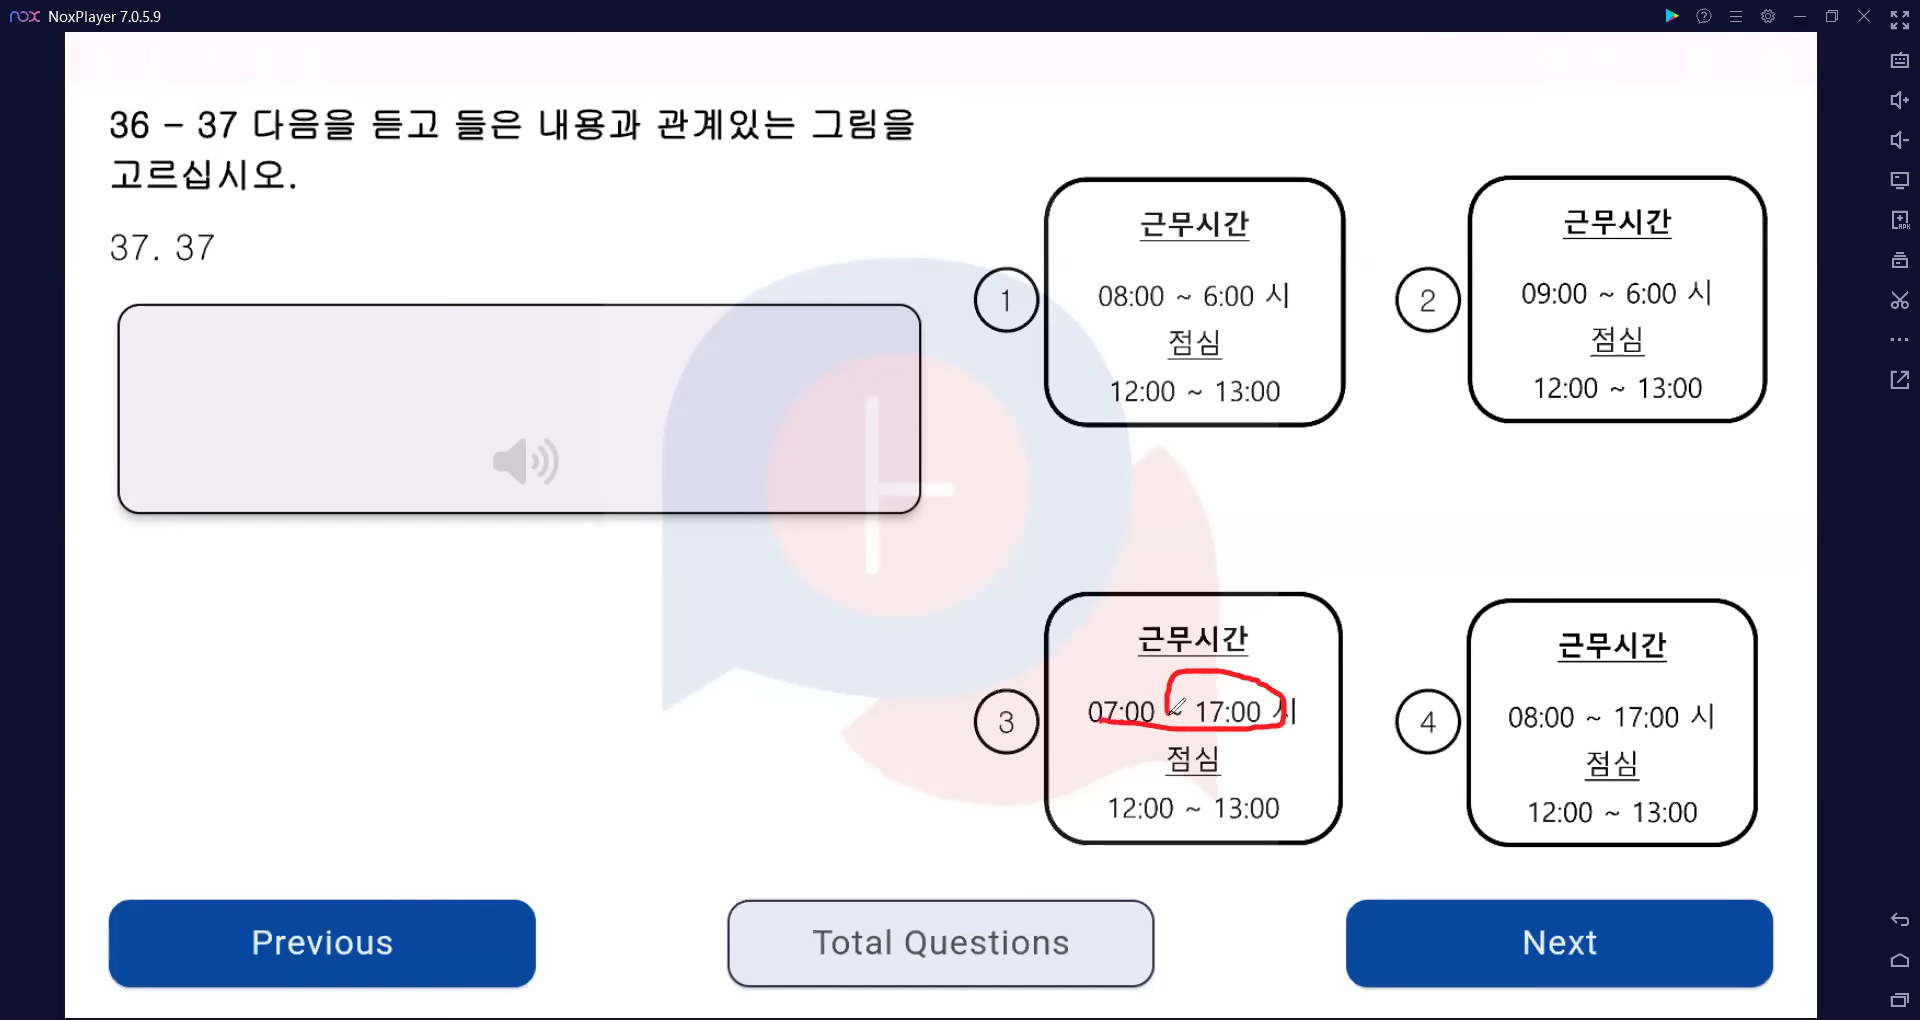 nox NoxPlayer 7.0.5.9
36 – 37 다음을 듣고 들은 내용과 관계있는 그림을
고르십시오.
37. 37
1
근무시간
08:00 ~ 6:00 시
점심
12:00 ~ 13:00
2
근무시간
09:00 ~ 6:00 시
점심
12:00 ~ 13:00
3
근무시간
07:00 ~ 17:00 시
점심
12:00 ~ 13:00
4
근무시간
08:00 ~ 17:00 시
점심
12:00 ~ 13:00
Previous
Total Questions
Next